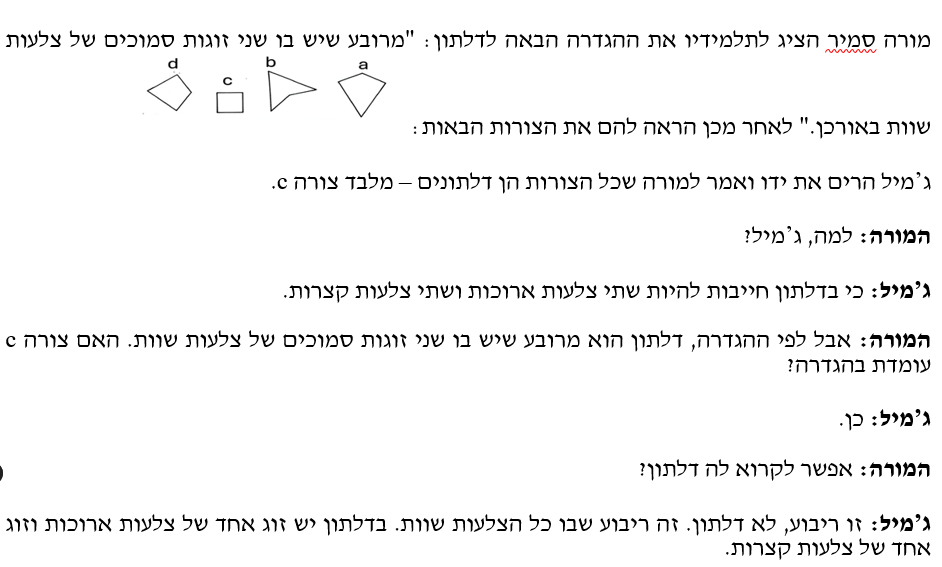 מורה סמיר הציג לתלמידיו את ההגדרה הבאה לדלתון: "מרובע שיש בו שני זוגות סמוכים של צלעות
d b c a
שוות באורכן." לאחר מכן הראה להם את הצורות הבאות:
ג'מיל הרים את ידו ואמר למורה שכל הצורות הן דלתונים – מלבד צורה c.
המורה: למה, ג'מיל?
ג'מיל: כי בדלתון חייבות להיות שתי צלעות ארוכות ושתי צלעות קצרות.
המורה: אבל לפי ההגדרה, דלתון הוא מרובע שיש בו שני זוגות סמוכים של צלעות שוות. האם צורה c
עומדת בהגדרה?
ג'מיל: כן.
המורה: אפשר לקרוא לה דלתון?
ג'מיל: זו ריבוע, לא דלתון. זה ריבוע שבו כל הצלעות שוות. בדלתון יש זוג אחד של צלעות ארוכות וזוג
אחד של צלעות קצרות.